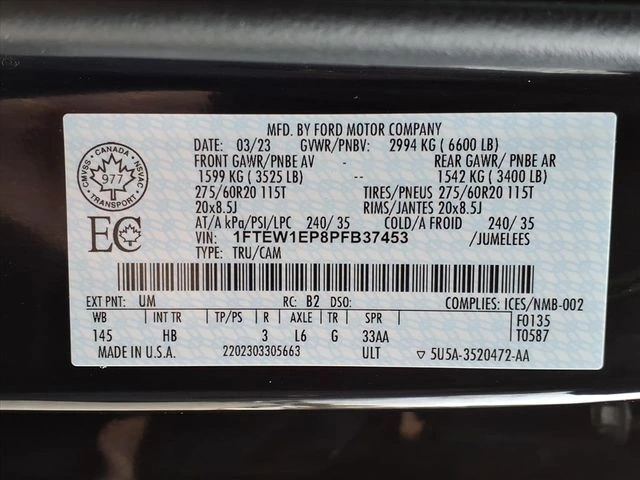 MFD. BY FORD MOTOR COMPANY
DATE: 03/23 GVWR/PNBV: 2994 KG ( 6600 LB)
FRONT GAWR/PNBE AV - REAR GAWR/ PNBE AR
1599 KG ( 3525 LB) -- 1542 KG ( 3400 LB)
275/60R20 115T TIRES/PNEUS 275/60R20 115T
20x8.5J RIMS/JANTES 20x8.5J
AT/A kPa/PSI/LPC 240/ 35 COLD/A FROID 240/ 35
VIN: 1FTEW1EP8PFB37453 /JUMELEES
TYPE: TRU/CAM
CMVSS · CANADA · NSVAC
977
TRANSPORT
EC
EXT PNT: UM RC: B2 DSO: COMPLIES: ICES/NMB-002
WB INT TR TP/PS R AXLE TR SPR F0135
145 HB 3 L6 G 33AA T0587
MADE IN U.S.A. 2202303305663 ULT ▽ 5U5A-3520472-AA